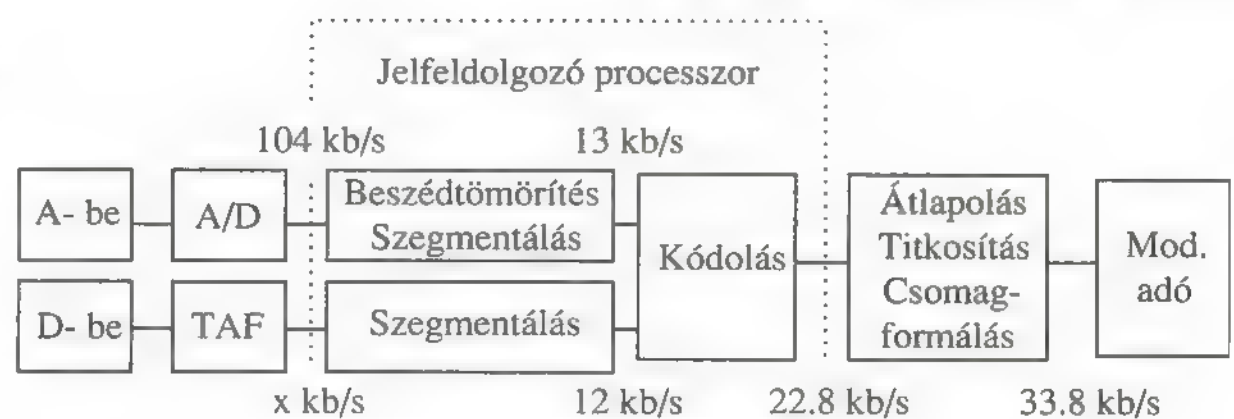 Jelfeldolgozó processzor
104 kb/s
13 kb/s
A- be
A/D
Beszédtömörítés
Szegmentálás
Kódolás
Átlapolás
Titkosítás
Csomag-
formálás
Mod.
adó
D- be
TAF
Szegmentálás
x kb/s
12 kb/s
22.8 kb/s
33.8 kb/s